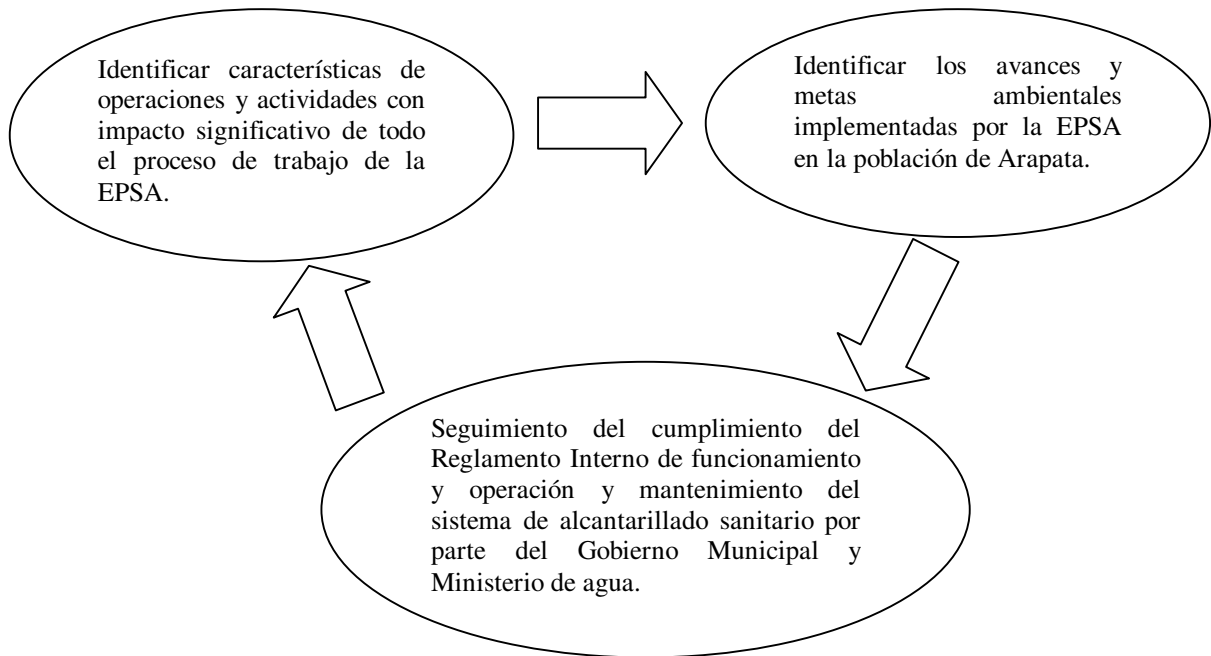 Identificar características de
operaciones y actividades con
impacto significativo de todo
el proceso de trabajo de la
EPSA.
Identificar los avances y
metas ambientales
implementadas por la EPSA
en la población de Arapata.
Seguimiento del cumplimiento del
Reglamento Interno de funcionamiento
y operación y mantenimiento del
sistema de alcantarillado sanitario por
parte del Gobierno Municipal y
Ministerio de agua.